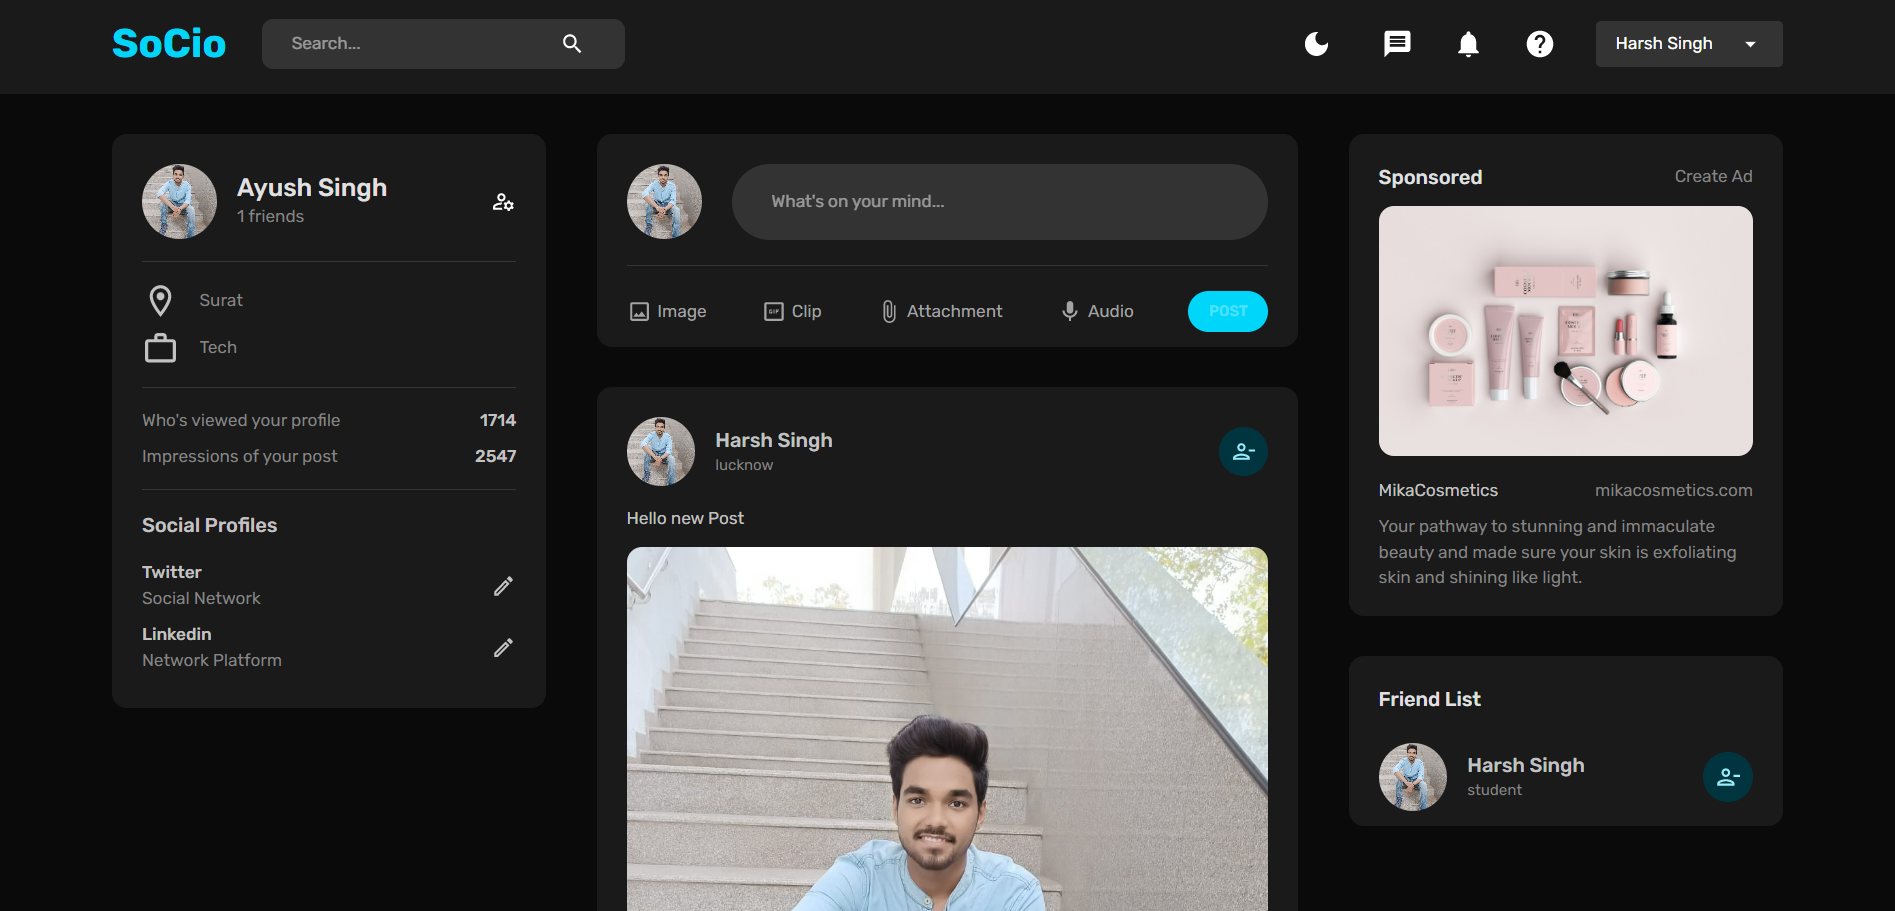 SoCio
Search...
Harsh Singh
Ayush Singh
1 friends
Surat
Tech
Who's viewed your profile
1714
Impressions of your post
2547
Social Profiles
Twitter
Social Network
Linkedin
Network Platform
What's on your mind...
Image
GIF
Clip
Attachment
Audio
POST
Harsh Singh
lucknow
Hello new Post
Sponsored
Create Ad
MikaCosmetics
mikacosmetics.com
Your pathway to stunning and immaculate
beauty and made sure your skin is exfoliating
skin and shining like light.
Friend List
Harsh Singh
student